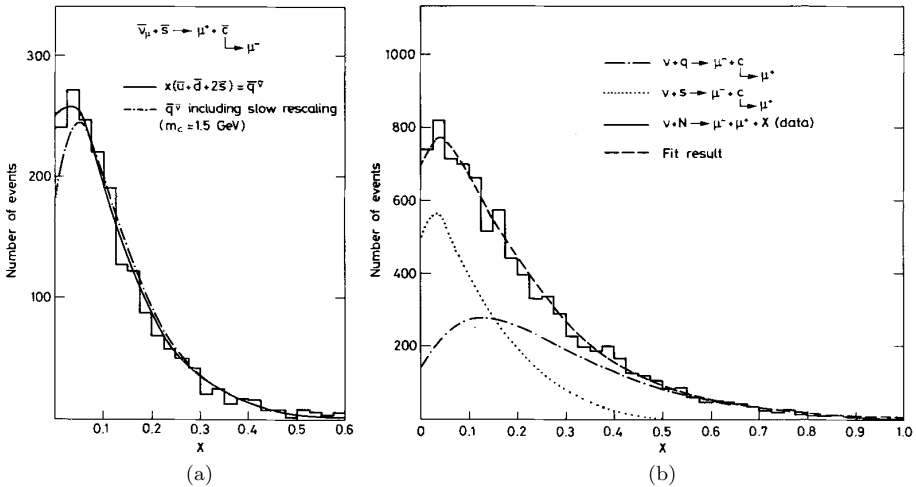 (a)
ν̄μ + s̄ → μ⁺ + c̄
↳ μ⁻
x(ū+d̄+2s̄) = q̄^ν̄
q̄^ν̄ including slow rescaling
(mc = 1.5 GeV)
Number of events
300
200
100
0.1 0.2 0.3 0.4 0.5 0.6
X
(a)
(b)
ν+q → μ⁻+c
↳ μ⁺
ν+s → μ⁻+c
↳ μ⁺
ν+N → μ⁻+μ⁺+X (data)
Fit result
Number of events
1000
800
600
400
200
0 0.1 0.2 0.3 0.4 0.5 0.6 0.7 0.8 0.9 1.0
X
(b)